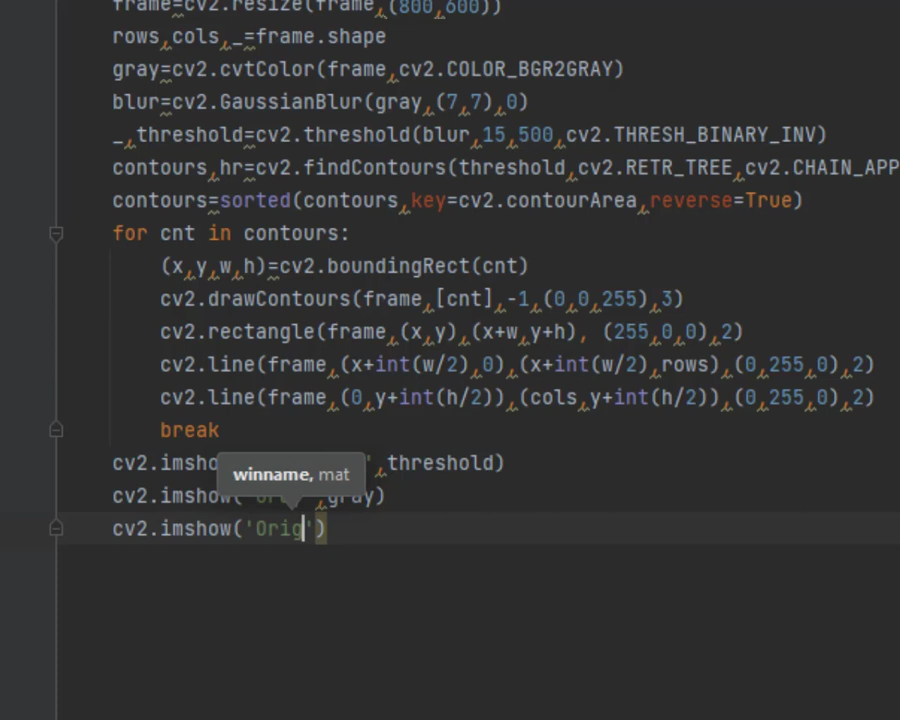 frame=cv2.resize(frame,(800,600))
rows,cols,_=frame.shape
gray=cv2.cvtColor(frame,cv2.COLOR_BGR2GRAY)
blur=cv2.GaussianBlur(gray,(7,7),0)
_,threshold=cv2.threshold(blur,15,500,cv2.THRESH_BINARY_INV)
contours,hr=cv2.findContours(threshold,cv2.RETR_TREE,cv2.CHAIN_APP
contours=sorted(contours,key=cv2.contourArea,reverse=True)
for cnt in contours:
(x,y,w,h)=cv2.boundingRect(cnt)
cv2.drawContours(frame,[cnt],-1,(0,0,255),3)
cv2.rectangle(frame,(x,y),(x+w,y+h), (255,0,0),2)
cv2.line(frame,(x+int(w/2),0),(x+int(w/2),rows),(0,255,0),2)
cv2.line(frame,(0,y+int(h/2)),(cols,y+int(h/2)),(0,255,0),2)
break
cv2.imsho ',threshold)
winname, mat
cv2.imshow( ,gray)
cv2.imshow('Orig')